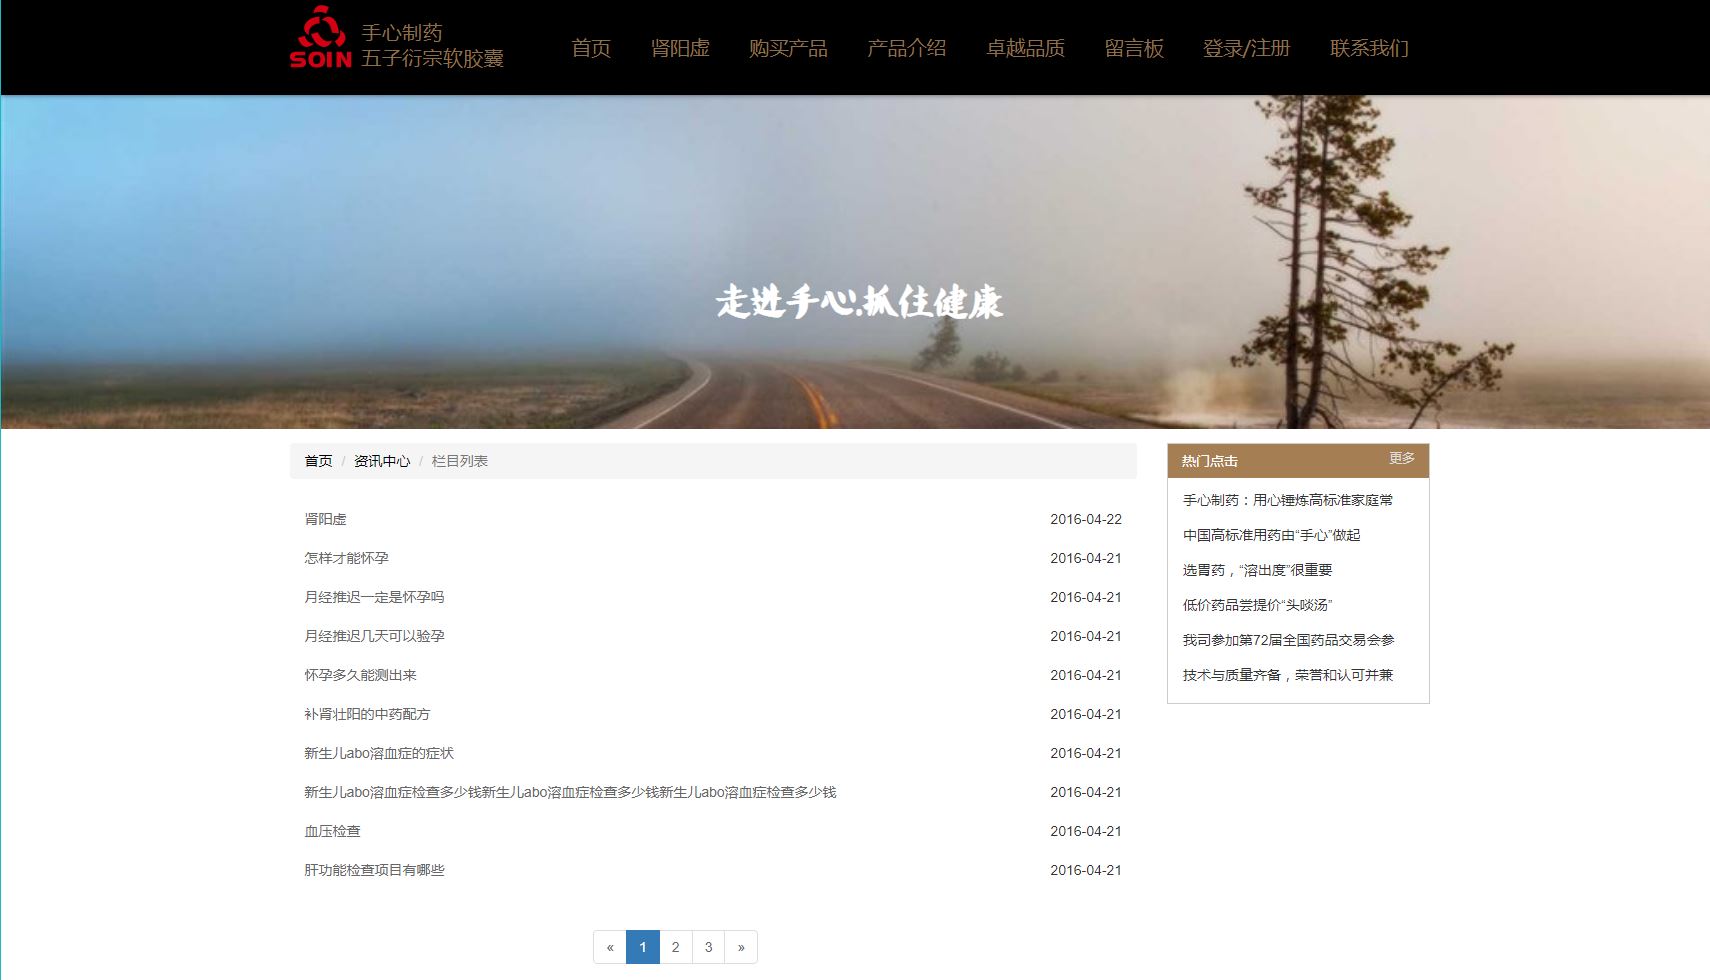 SOIN
手心制药
五子衍宗软胶囊
首页 肾阳虚 购买产品 产品介绍 卓越品质 留言板 登录/注册 联系我们
走进手心.抓住健康
首页 / 资讯中心 / 栏目列表
肾阳虚 2016-04-22
怎样才能怀孕 2016-04-21
月经推迟一定是怀孕吗 2016-04-21
月经推迟几天可以验孕 2016-04-21
怀孕多久能测出来 2016-04-21
补肾壮阳的中药配方 2016-04-21
新生儿abo溶血症的症状 2016-04-21
新生儿abo溶血症检查多少钱新生儿abo溶血症检查多少钱新生儿abo溶血症检查多少钱 2016-04-21
血压检查 2016-04-21
肝功能检查项目有哪些 2016-04-21
« 1 2 3 »
热门点击 更多
手心制药：用心锤炼高标准家庭常
中国高标准用药由“手心”做起
选胃药，“溶出度”很重要
低价药品尝提价“头啖汤”
我司参加第72届全国药品交易会参
技术与质量齐备，荣誉和认可并兼